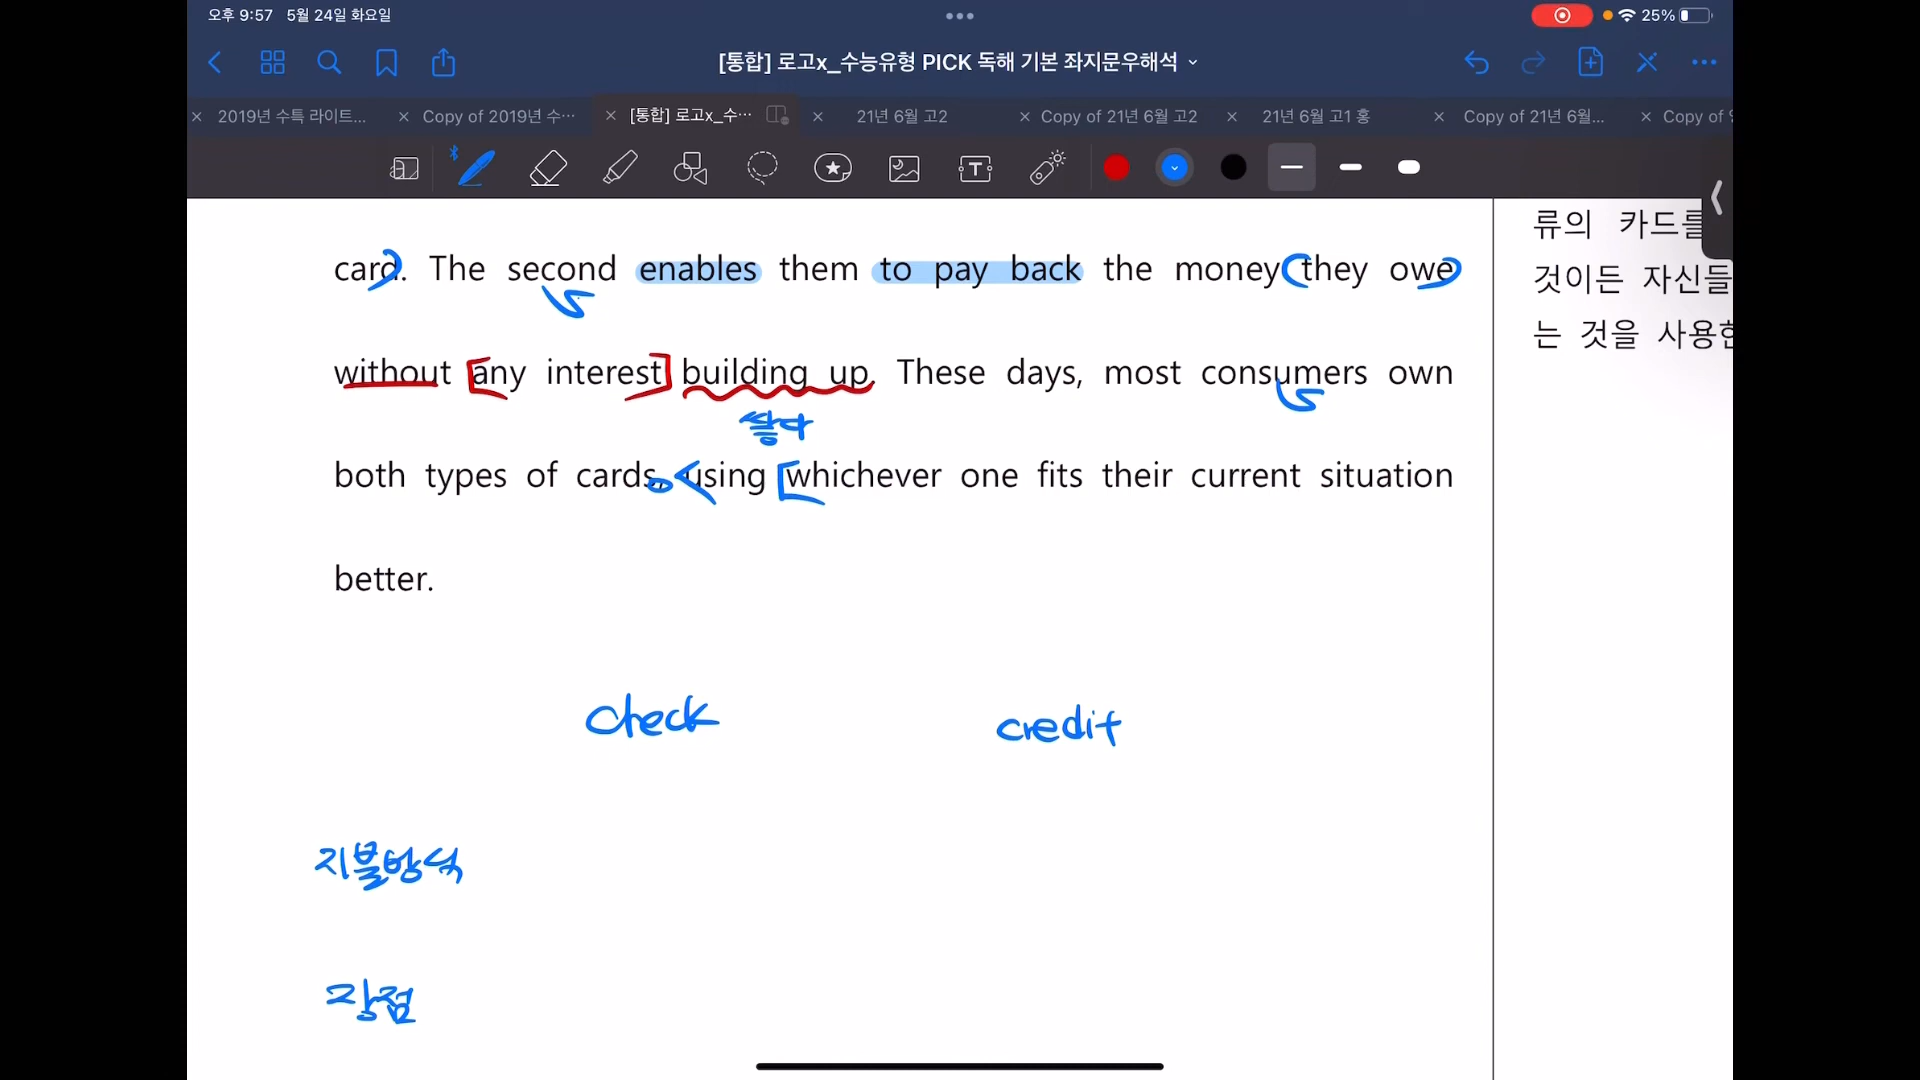 오후 9:57 5월 24일 화요일
25%
[통합] 로고x_수능유형 PICK 독해 기본 좌지문우해석
2019년 수특 라이트...
Copy of 2019년 수...
[통합] 로고x_수...
21년 6월 고2
Copy of 21년 6월 고2
21년 6월 고1 홍
Copy of 21년 6월...
Copy of
card. The second enables them to pay back the money they owe
without any interest building up. These days, most consumers own
쌓다
both types of cards, using whichever one fits their current situation
better.
check credit
지불방식
장점
류의 카드를
것이든 자신들
는 것을 사용한